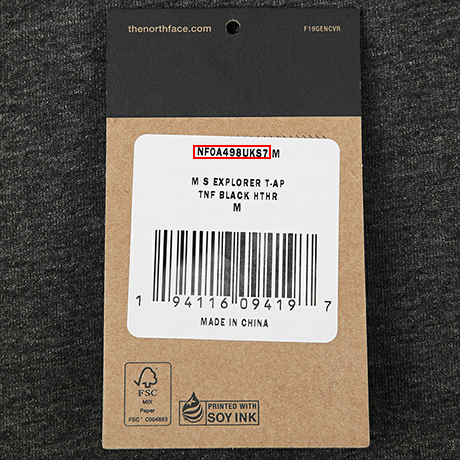 thenorthface.com F19GENCVR
NF0A498UKS7 M
M S EXPLORER T-AP
TNF BLACK HTHR
M
1 94116 09419 7
MADE IN CHINA
FSC
MIX
Paper
FSC® C004863
PRINTED WITH
SOY INK